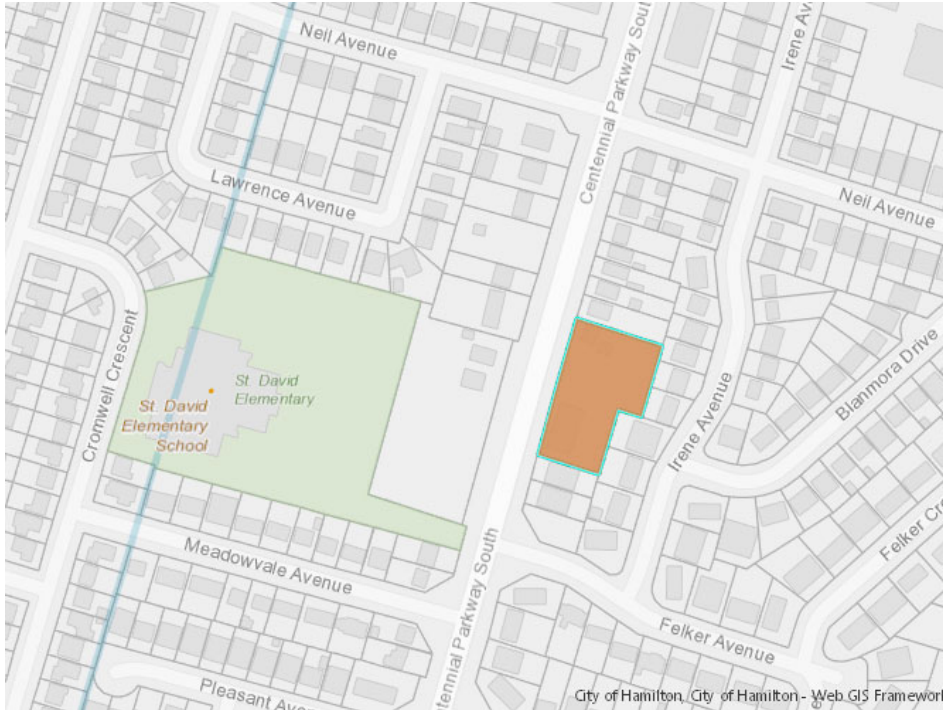 Neil Avenue
Irene Av
Centennial Parkway South
Lawrence Avenue
Neil Avenue
Cromwell Crescent
St. David
Elementary
St. David
Elementary
School
Blanmora Drive
Irene Avenue
Felker Cr
Meadowvale Avenue
ntennial Parkway South
Felker Avenue
Pleasant Avenue
City of Hamilton, City of Hamilton - Web GIS Framework